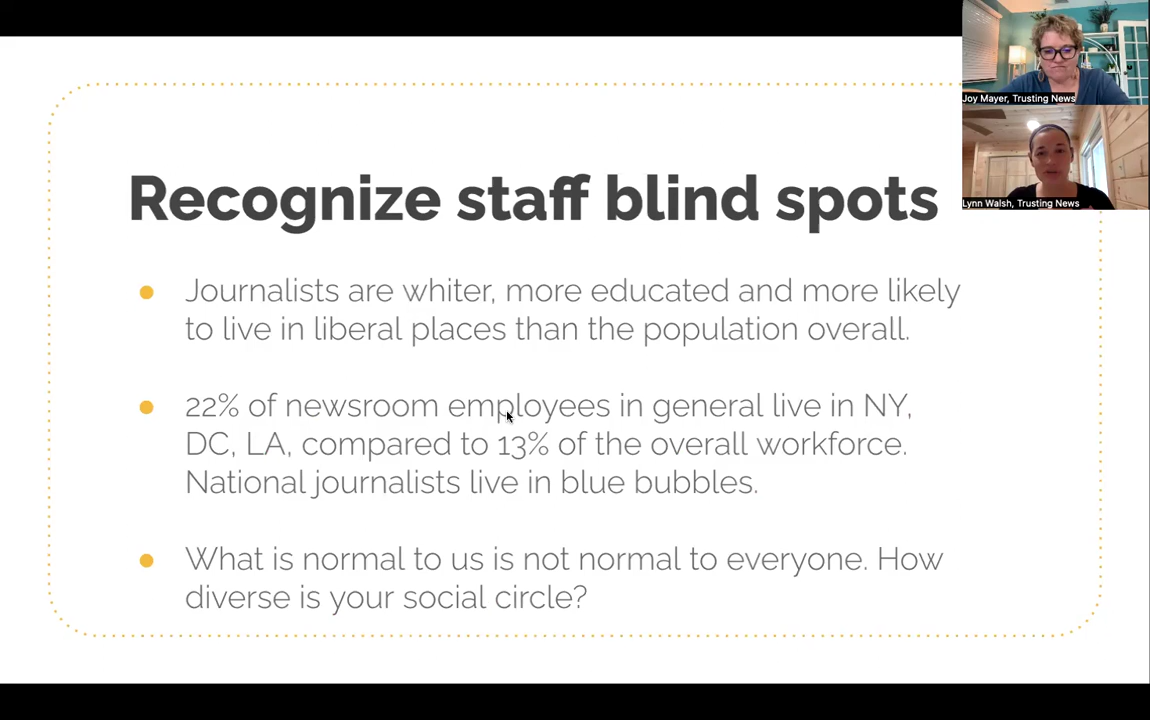 Joy Mayer, Trusting News
Lynn Walsh, Trusting News
Recognize staff blind spots
● Journalists are whiter, more educated and more likely
to live in liberal places than the population overall.
● 22% of newsroom employees in general live in NY,
DC, LA, compared to 13% of the overall workforce.
National journalists live in blue bubbles.
● What is normal to us is not normal to everyone. How
diverse is your social circle?